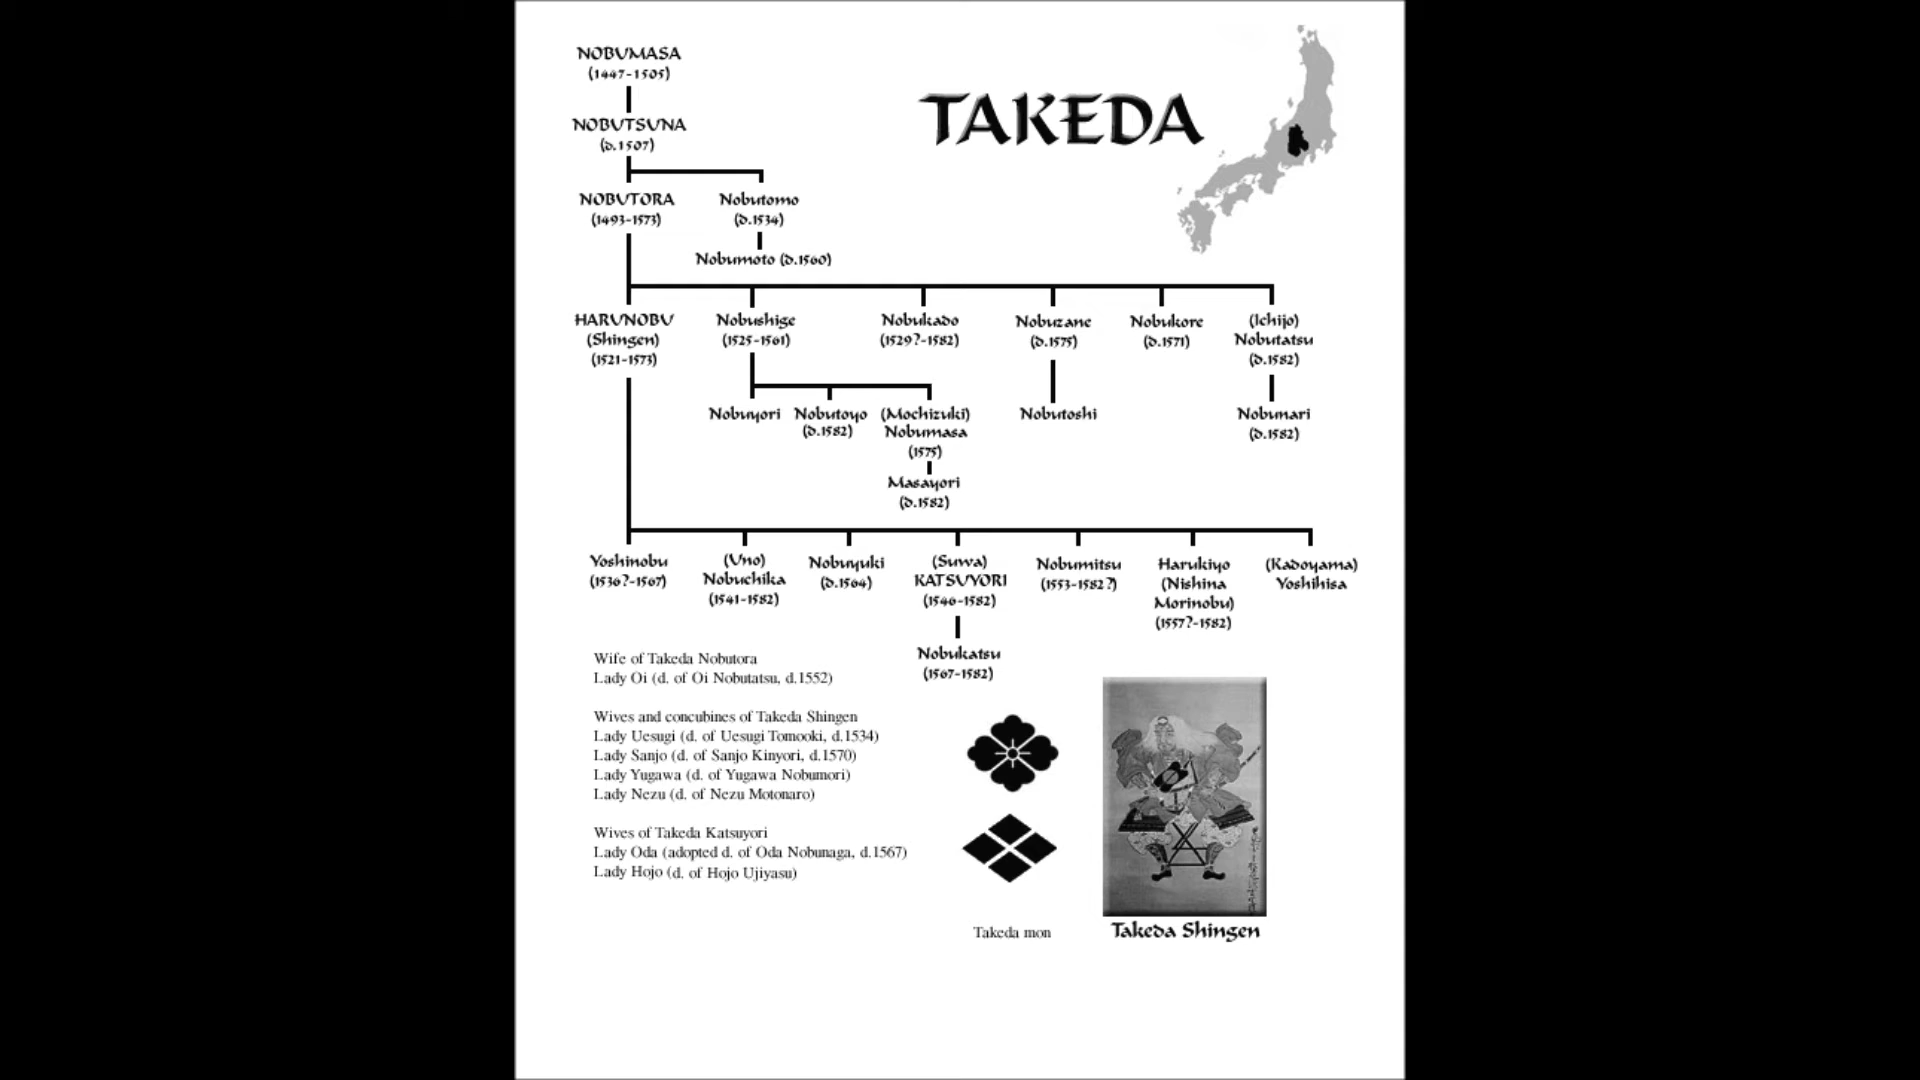 TAKEDA
NOBUMASA
(1447-1505)
NOBUTSUNA
(d.1507)
NOBUTORA
(1493-1573)
Nobutomo
(d.1534)
Nobumoto (d.1560)
HARUNOBU
(Shingen)
(1521-1573)
Nobushige
(1525-1561)
Nobukado
(1529?-1582)
Nobuzane
(d.1575)
Nobukore
(d.1571)
(Ichijo)
Nobutatsu
(d.1582)
Nobuyori
Nobutoyo
(d.1582)
(Mochizuki)
Nobumasa
(1575)
Masayori
(d.1582)
Nobutoshi
Nobunari
(d.1582)
Yoshinobu
(1536?-1567)
(Uno)
Nobuchika
(1541-1582)
Nobuyuki
(d.1564)
(Suwa)
KATSUYORI
(1546-1582)
Nobumitsu
(1553-1582?)
Harukiyo
(Nishina
Morinobu)
(1557?-1582)
(Kadoyama)
Yoshihisa
Nobukatsu
(1567-1582)
Wife of Takeda Nobutora
Lady Oi (d. of Oi Nobutatsu, d.1552)
Wives and concubines of Takeda Shingen
Lady Uesugi (d. of Uesugi Tomooki, d.1534)
Lady Sanjo (d. of Sanjo Kinyori, d.1570)
Lady Yugawa (d. of Yugawa Nobumori)
Lady Nezu (d. of Nezu Motonaro)
Wives of Takeda Katsuyori
Lady Oda (adopted d. of Oda Nobunaga, d.1567)
Lady Hojo (d. of Hojo Ujiyasu)
Takeda mon
Takeda Shingen